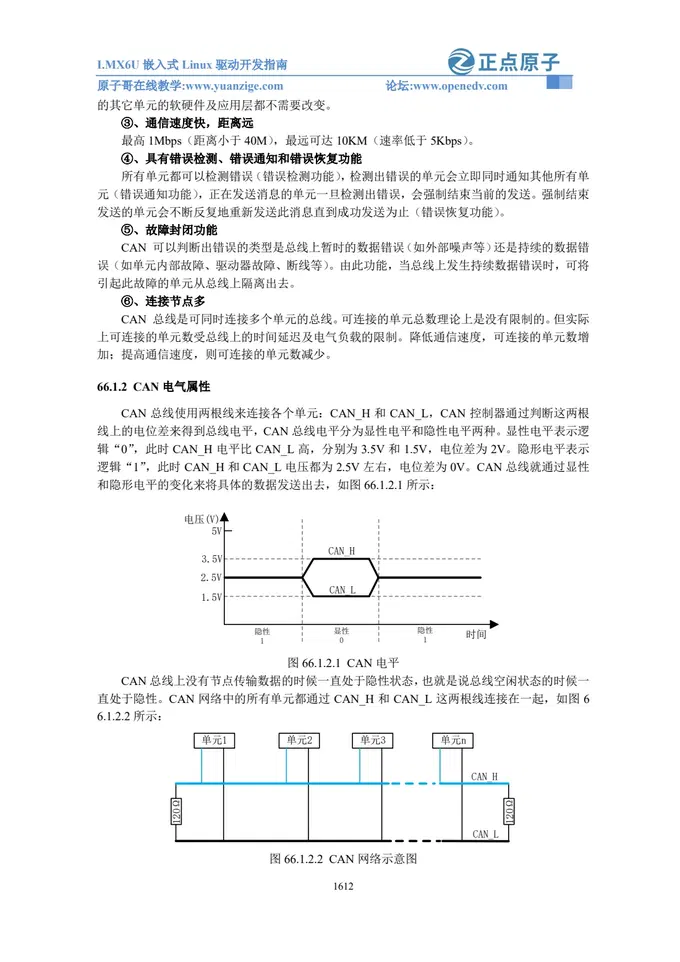 I.MX6U 嵌入式 Linux 驱动开发指南
正点原子
原子哥在线教学:www.yuanzige.com 论坛:www.openedv.com
的其它单元的软硬件及应用层都不需要改变。
③、通信速度快，距离远
最高 1Mbps（距离小于 40M），最远可达 10KM（速率低于 5Kbps）。
④、具有错误检测、错误通知和错误恢复功能
所有单元都可以检测错误（错误检测功能），检测出错误的单元会立即同时通知其他所有单
元（错误通知功能），正在发送消息的单元一旦检测出错误，会强制结束当前的发送。强制结束
发送的单元会不断反复地重新发送此消息直到成功发送为止（错误恢复功能）。
⑤、故障封闭功能
CAN 可以判断出错误的类型是总线上暂时的数据错误（如外部噪声等）还是持续的数据错
误（如单元内部故障、驱动器故障、断线等）。由此功能，当总线上发生持续数据错误时，可将
引起此故障的单元从总线上隔离出去。
⑥、连接节点多
CAN 总线是可同时连接多个单元的总线。可连接的单元总数理论上是没有限制的。但实际
上可连接的单元数受总线上的时间延迟及电气负载的限制。降低通信速度，可连接的单元数增
加；提高通信速度，则可连接的单元数减少。
66.1.2 CAN 电气属性
CAN 总线使用两根线来连接各个单元：CAN_H 和 CAN_L，CAN 控制器通过判断这两根
线上的电位差来得到总线电平，CAN 总线电平分为显性电平和隐性电平两种。显性电平表示逻
辑“0”，此时 CAN_H 电平比 CAN_L 高，分别为 3.5V 和 1.5V，电位差为 2V。隐形电平表示
逻辑“1”，此时 CAN_H 和 CAN_L 电压都为 2.5V 左右，电位差为 0V。CAN 总线就通过显性
和隐形电平的变化来将具体的数据发送出去，如图 66.1.2.1 所示：
电压(V)
5V
CAN_H
3.5V
2.5V
CAN_L
1.5V
隐性 显性 隐性
1 0 1
时间
图 66.1.2.1 CAN 电平
CAN 总线上没有节点传输数据的时候一直处于隐性状态，也就是说总线空闲状态的时候一
直处于隐性。CAN 网络中的所有单元都通过 CAN_H 和 CAN_L 这两根线连接在一起，如图 6
6.1.2.2 所示：
单元1 单元2 单元3 单元n
CAN_H
120Ω 120Ω
CAN_L
图 66.1.2.2 CAN 网络示意图
1612